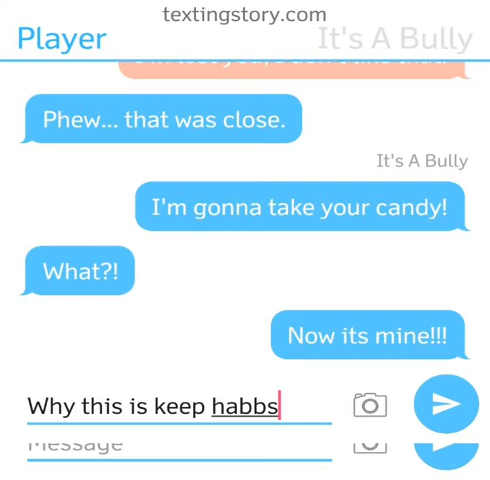 textingstory.com
Player
It's A Bully
Phew... that was close.
It's A Bully
I'm gonna take your candy!
What?!
Now its mine!!!
Why this is keep habbs
Message